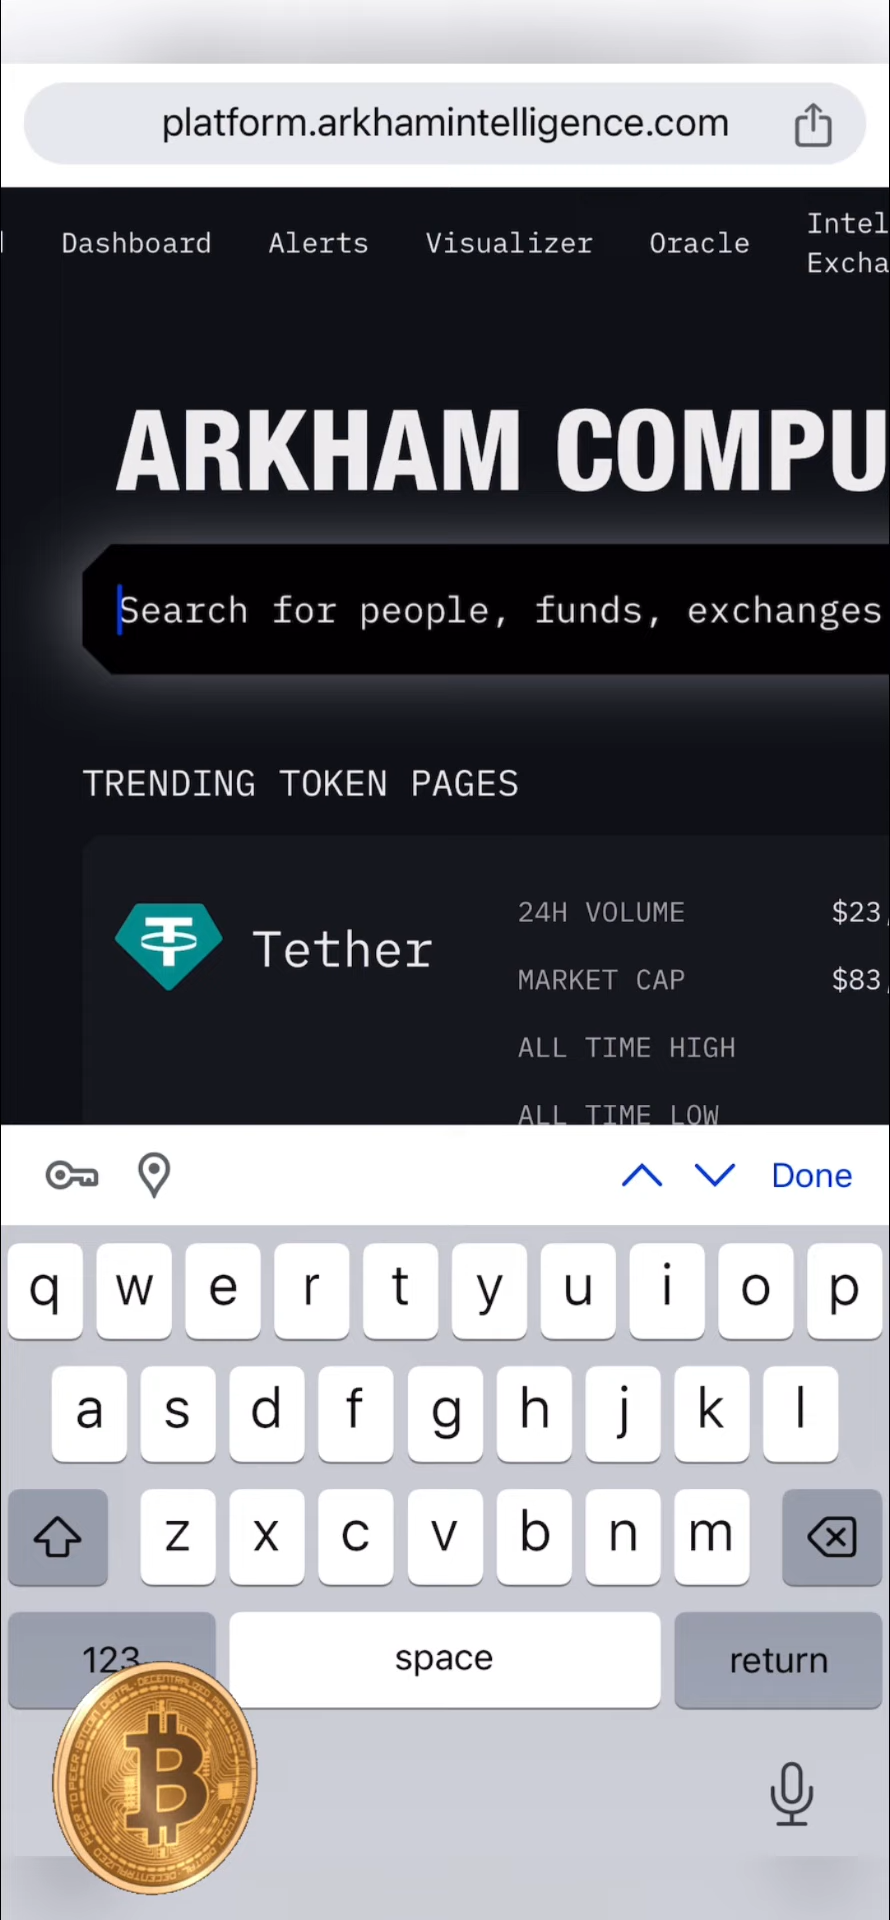 platform.arkhamintelligence.com
Dashboard Alerts Visualizer Oracle Intel
Excha
ARKHAM COMPU
Search for people, funds, exchanges
TRENDING TOKEN PAGES
Tether
24H VOLUME $23,
MARKET CAP $83,
ALL TIME HIGH
ALL TIME LOW
Done
q w e r t y u i o p
a s d f g h j k l
z x c v b n m
123 space return